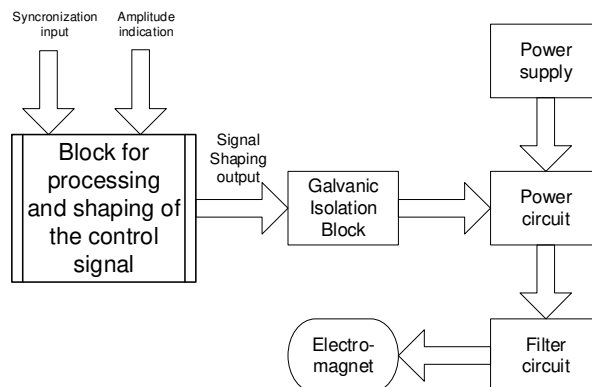 Syncronization
input
Amplitude
indication
Power
supply
Block for
processing
and shaping of
the control
signal
Signal
Shaping
output
Galvanic
Isolation
Block
Power
circuit
Electro-
magnet
Filter
circuit